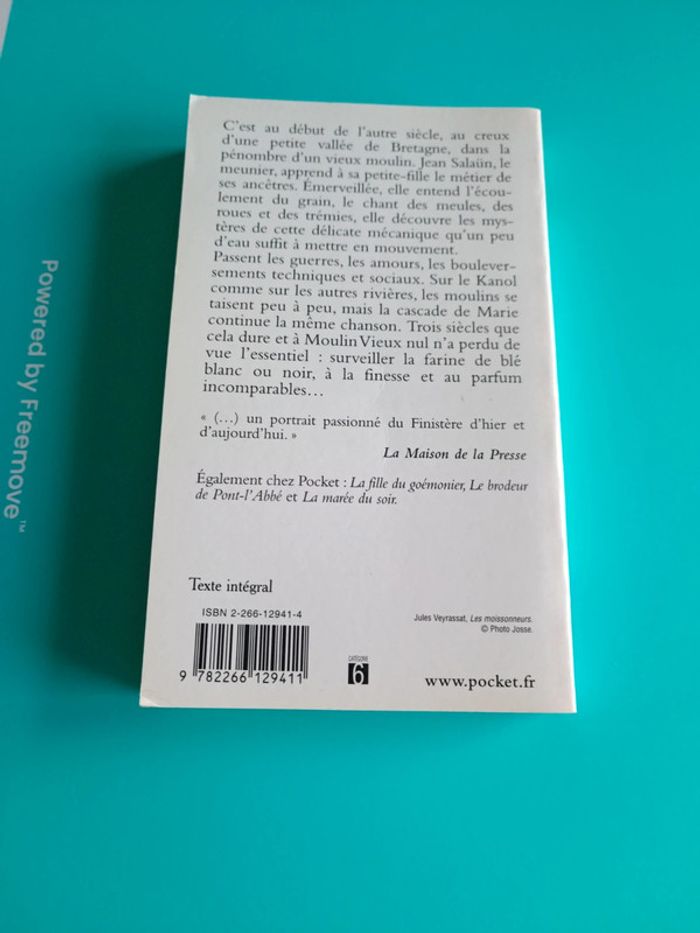 C'est au début de l'autre siècle, au creux
d'une petite vallée de Bretagne, dans la
pénombre d'un vieux moulin. Jean Salaün, le
meunier, apprend à sa petite-fille le métier de
ses ancêtres. Émerveillée, elle entend l'écou-
lement du grain, le chant des meules, des
roues et des trémies, elle découvre les mys-
tères de cette délicate mécanique qu'un peu
d'eau suffit à mettre en mouvement.
Passent les guerres, les amours, les boulever-
sements techniques et sociaux. Sur le Kanol
comme sur les autres rivières, les moulins se
taisent peu à peu, mais la cascade de Marie
continue la même chanson. Trois siècles que
cela dure et à Moulin Vieux nul n'a perdu de
vue l'essentiel : surveiller la farine de blé
blanc ou noir, à la finesse et au parfum
incomparables…
« (…) un portrait passionné du Finistère d'hier et
d'aujourd'hui. »
La Maison de la Presse
Également chez Pocket : La fille du goémonier, Le brodeur
de Pont-l'Abbé et La marée du soir.
Texte intégral
ISBN 2-266-12941-4
9 782266 129411
CATÉGORIE
6
Jules Veyrassat, Les moissonneurs.
© Photo Josse.
www.pocket.fr
Powered by Freemove™